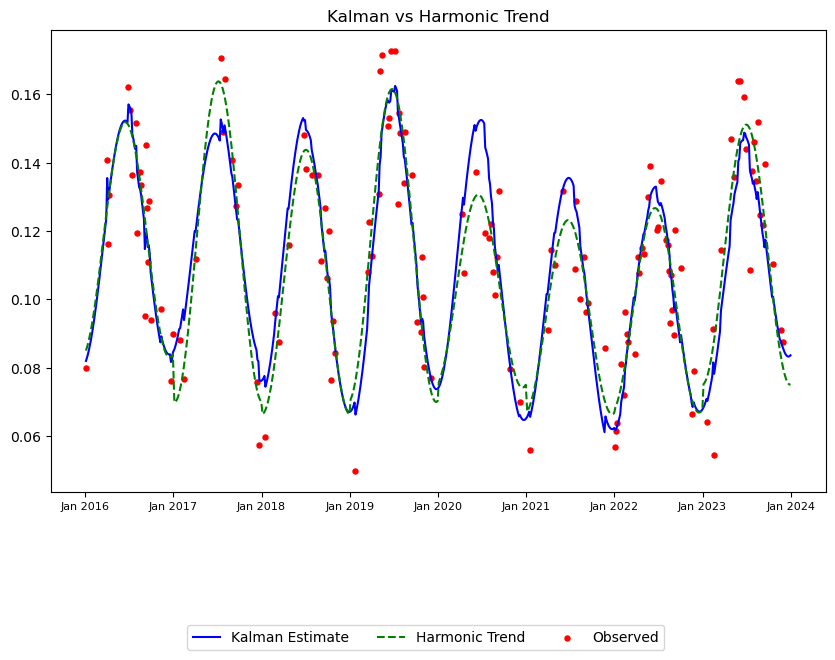 Kalman vs Harmonic Trend
0.16
0.14
0.12
0.10
0.08
0.06
Jan 2016 Jan 2017 Jan 2018 Jan 2019 Jan 2020 Jan 2021 Jan 2022 Jan 2023 Jan 2024
Kalman Estimate Harmonic Trend Observed